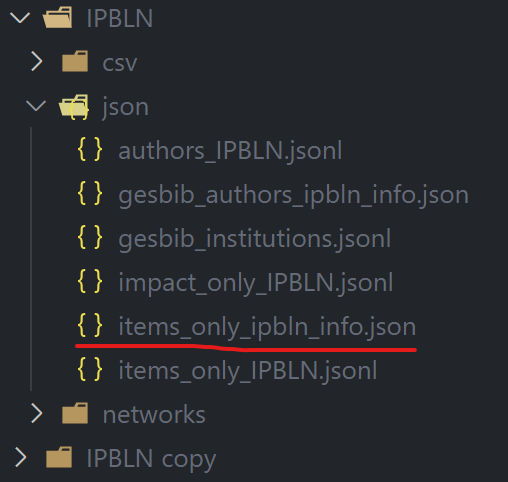 IPBLN
csv
json
authors_IPBLN.jsonl
gesbib_authors_ipbln_info.json
gesbib_institutions.jsonl
impact_only_IPBLN.jsonl
items_only_ipbln_info.json
items_only_IPBLN.jsonl
networks
IPBLN copy